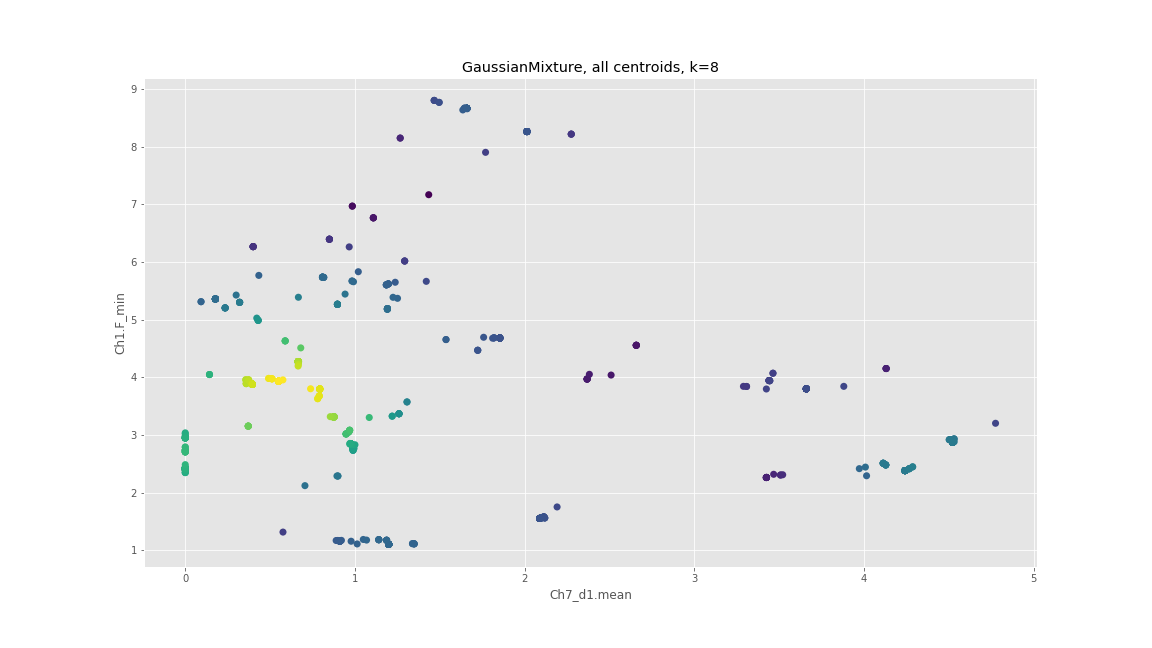 GaussianMixture, all centroids, k=8
9
8
7
6
5
4
3
2
1
Ch1.F_min
0 1 2 3 4 5
Ch7_d1.mean